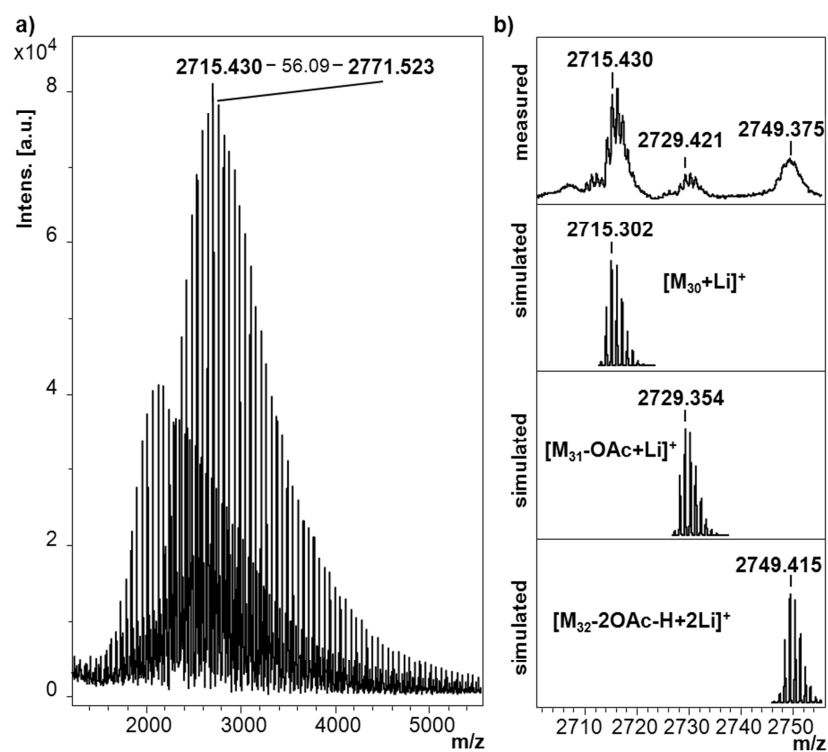 a)
x10⁴
2715.430 – 56.09 – 2771.523
Intens. [a.u.]
8
6
4
2
0
2000 3000 4000 5000
m/z
b)
measured
2715.430
2729.421
2749.375
simulated
2715.302
[M₃₀+Li]⁺
simulated
2729.354
[M₃₁-OAc+Li]⁺
simulated
2749.415
[M₃₂-2OAc-H+2Li]⁺
2710 2720 2730 2740 2750
m/z